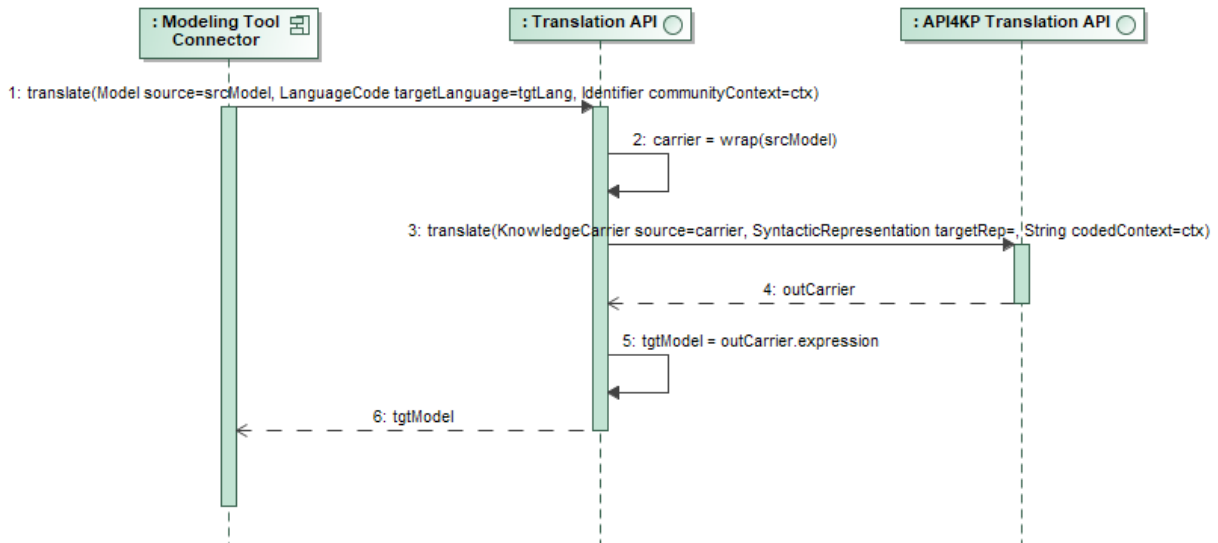 : Modeling Tool
Connector
: Translation API
: API4KP Translation API
1: translate(Model source=srcModel, LanguageCode targetLanguage=tgtLang, Identifier communityContext=ctx)
2: carrier = wrap(srcModel)
3: translate(KnowledgeCarrier source=carrier, SyntacticRepresentation targetRep=, String codedContext=ctx)
4: outCarrier
5: tgtModel = outCarrier.expression
6: tgtModel